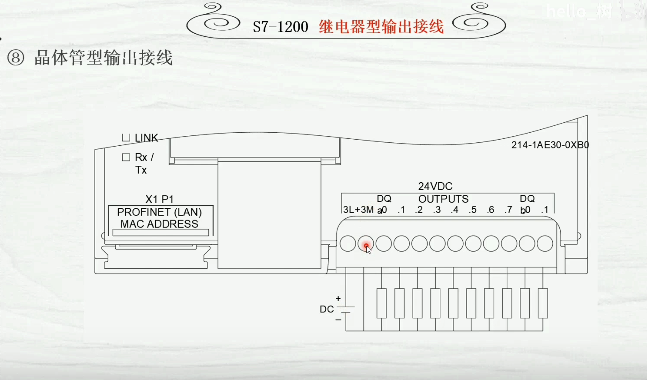 S7-1200 继电器型输出接线
⑧ 晶体管型输出接线
LINK
Rx /
Tx
214-1AE30-0XB0
X1 P1
PROFINET (LAN)
MAC ADDRESS
24VDC
OUTPUTS
DQ a
DQ b
3L+ 3M .0 .1 .2 .3 .4 .5 .6 .7 .0 .1
DC
+
−